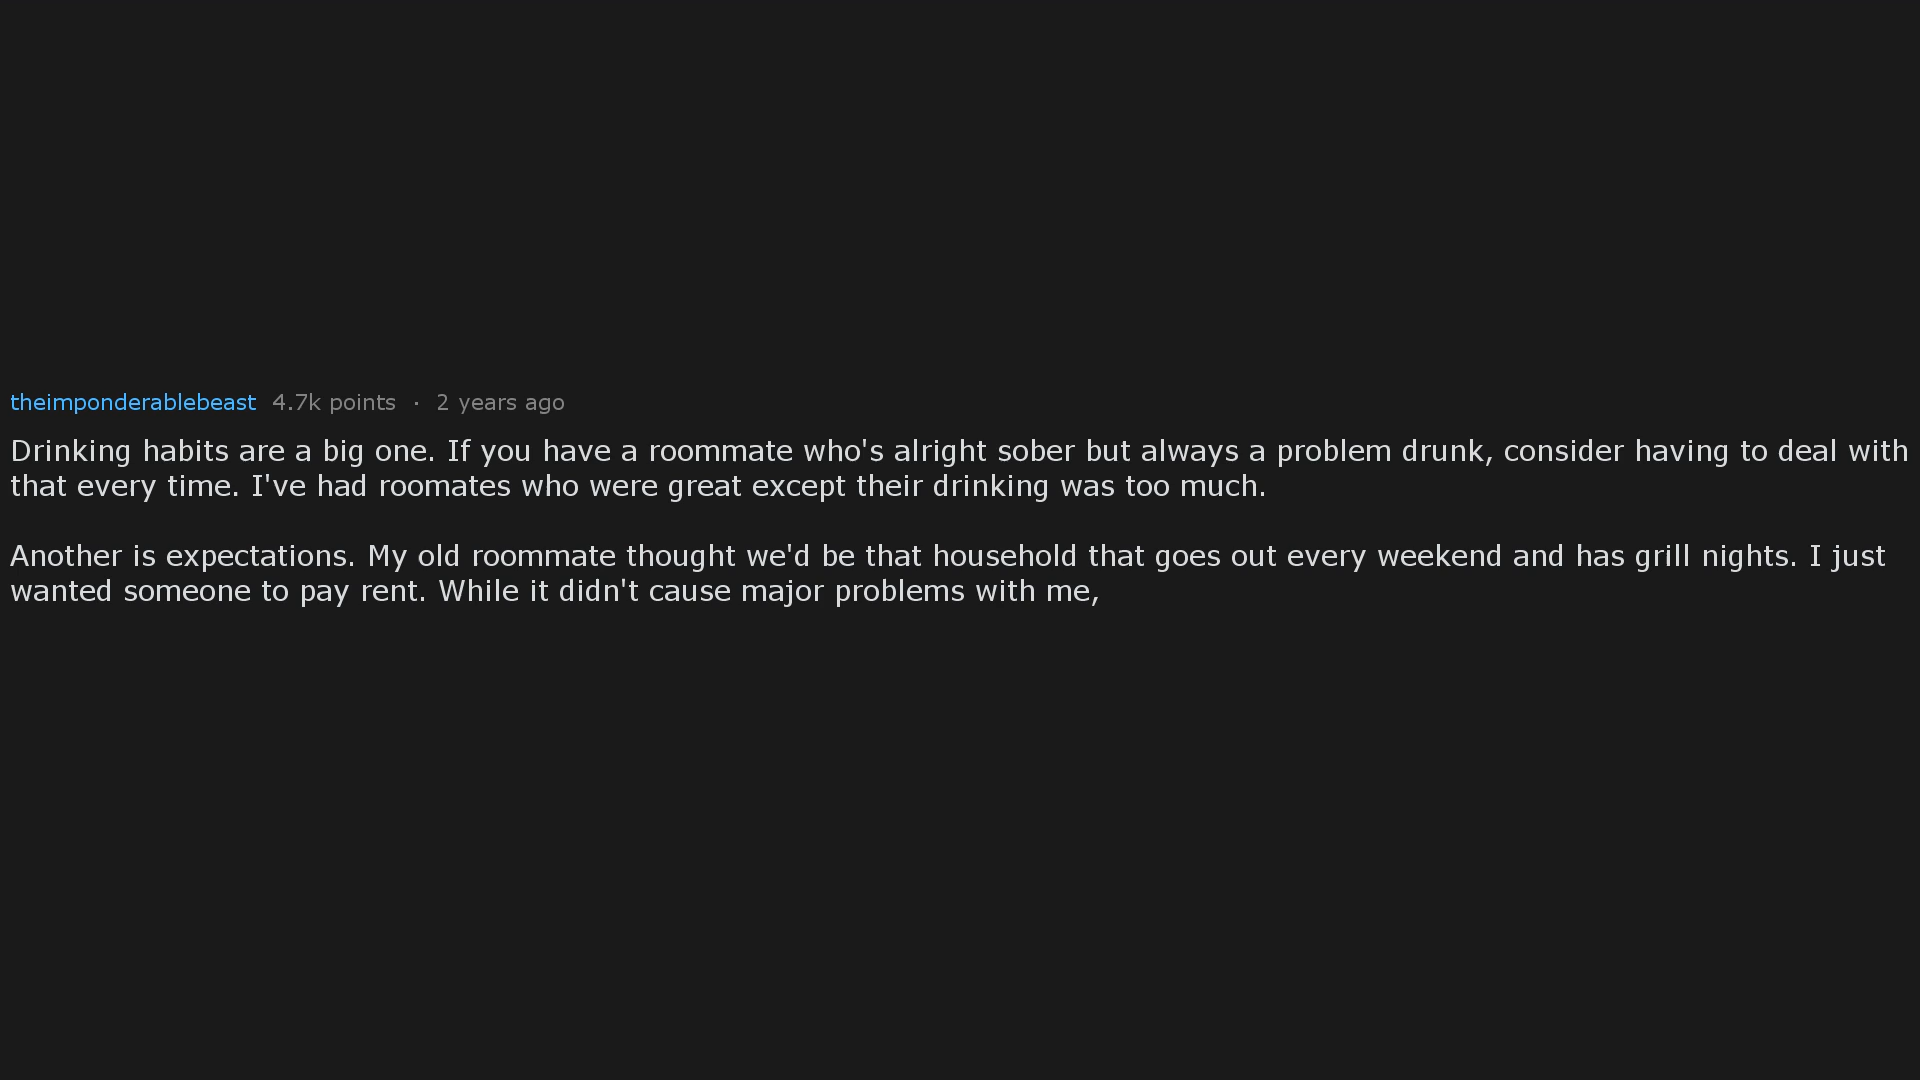 theimponderablebeast 4.7k points · 2 years ago
Drinking habits are a big one. If you have a roommate who's alright sober but always a problem drunk, consider having to deal with
that every time. I've had roomates who were great except their drinking was too much.
Another is expectations. My old roommate thought we'd be that household that goes out every weekend and has grill nights. I just
wanted someone to pay rent. While it didn't cause major problems with me,